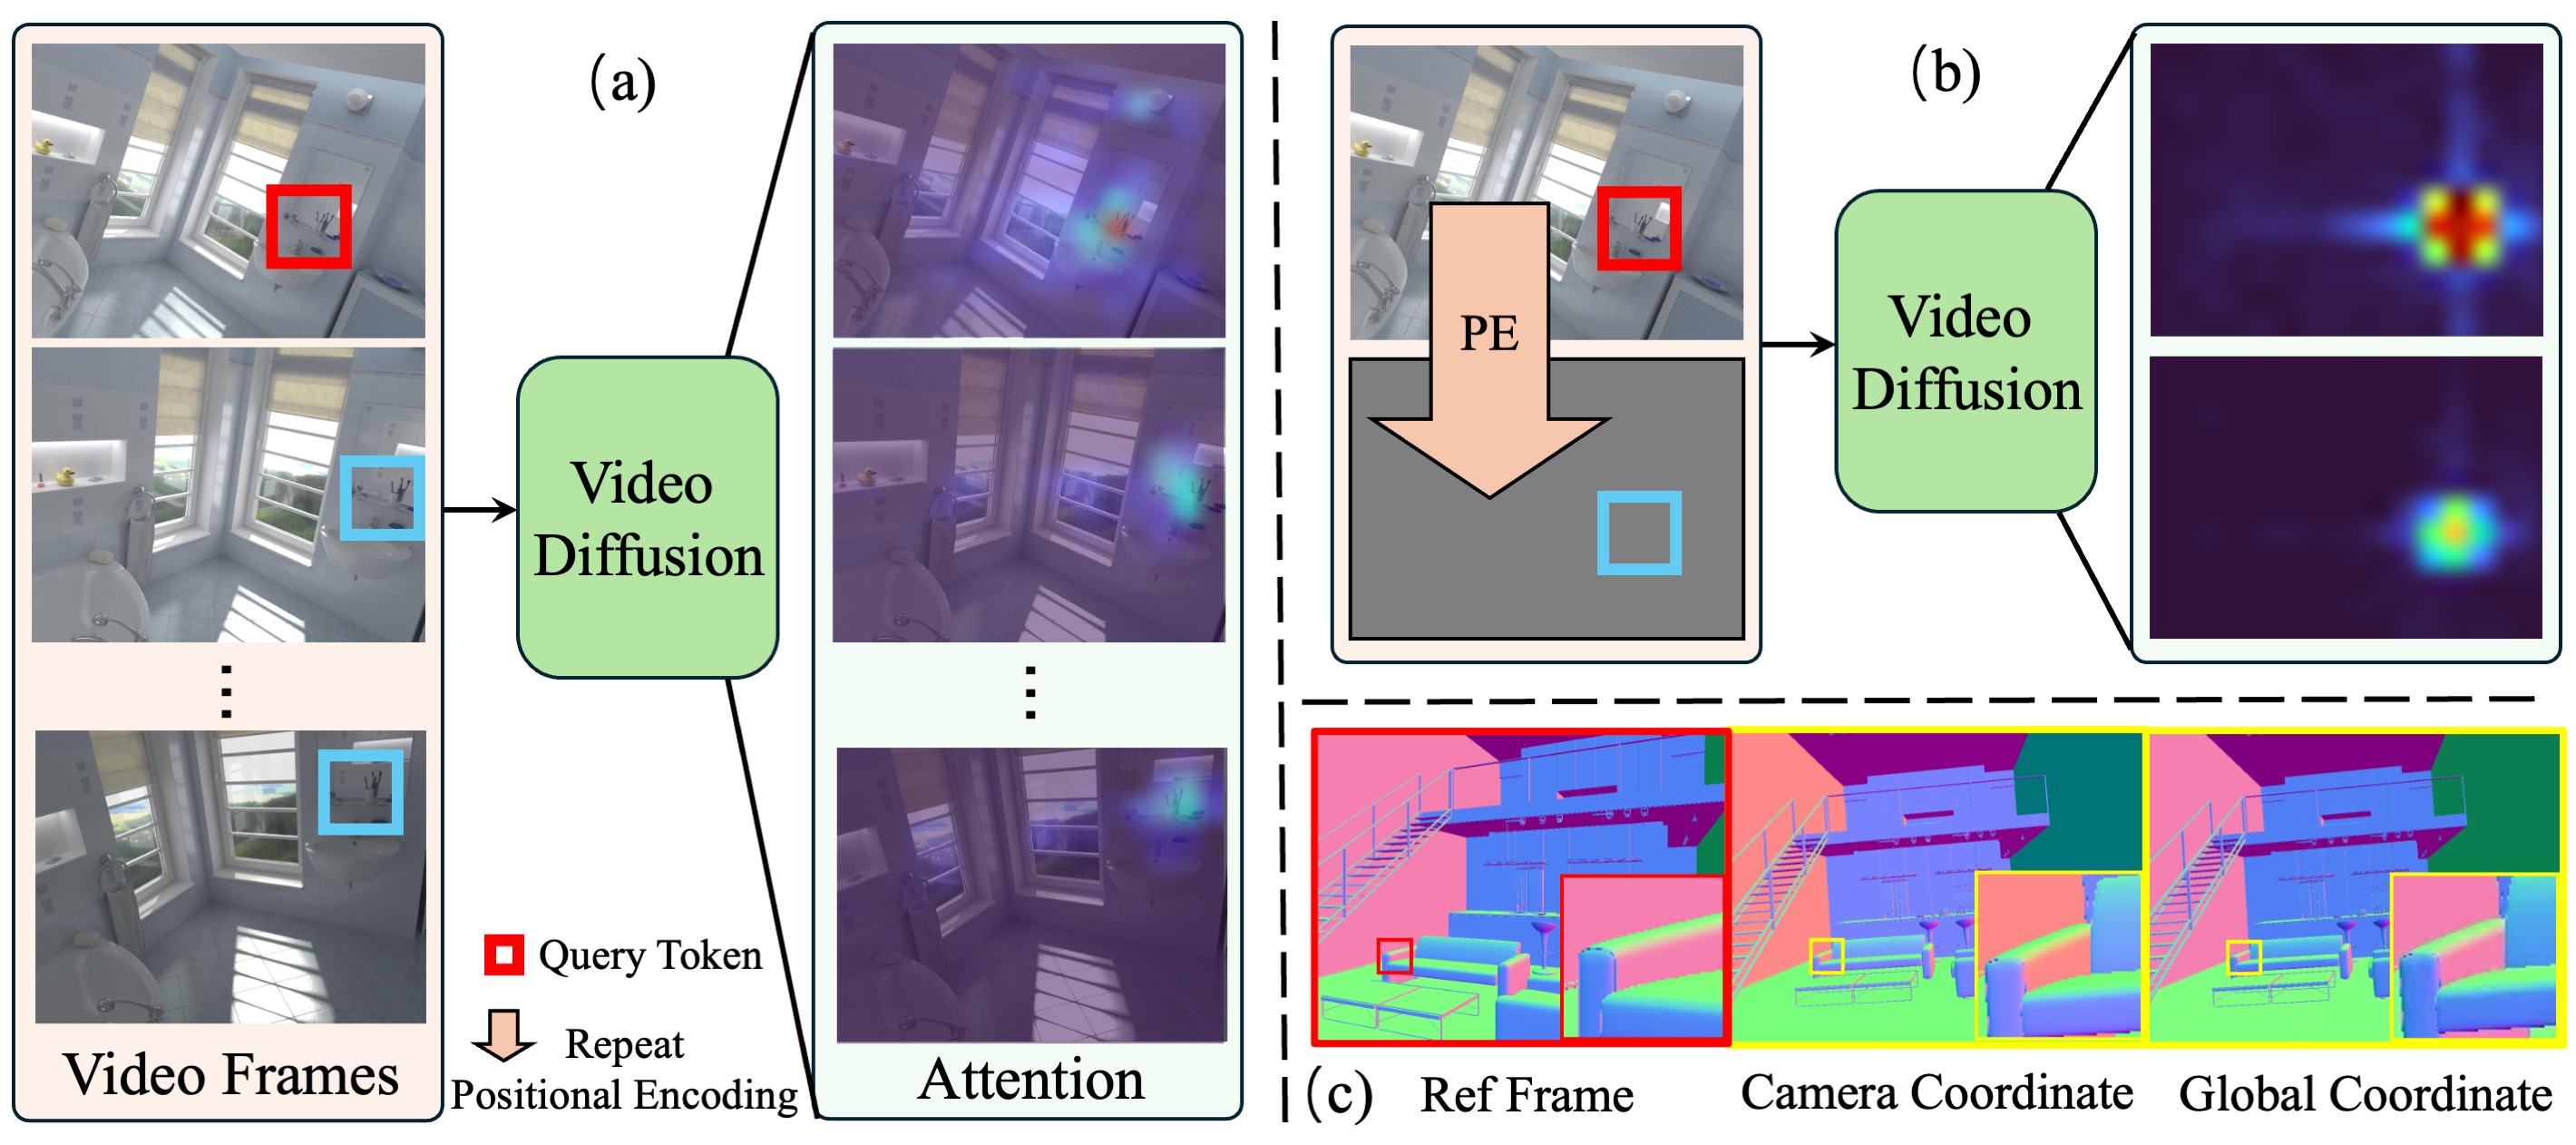 (a)
Video
Diffusion
Query Token
Repeat
Positional Encoding
Video Frames
Attention
(b)
PE
Video
Diffusion
(c)
Ref Frame
Camera Coordinate
Global Coordinate